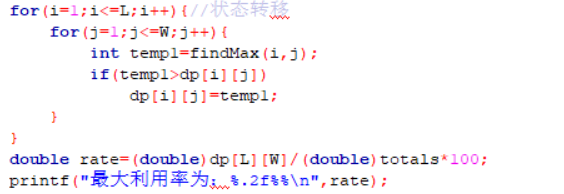 for(i=1;i<=L;i++){//状态转移
for(j=1;j<=W;j++){
int temp1=findMax(i,j);
if(temp1>dp[i][j])
dp[i][j]=temp1;
}
}
double rate=(double)dp[L][W]/(double)totals*100;
printf("最大利用率为：%.2f%%\n",rate);